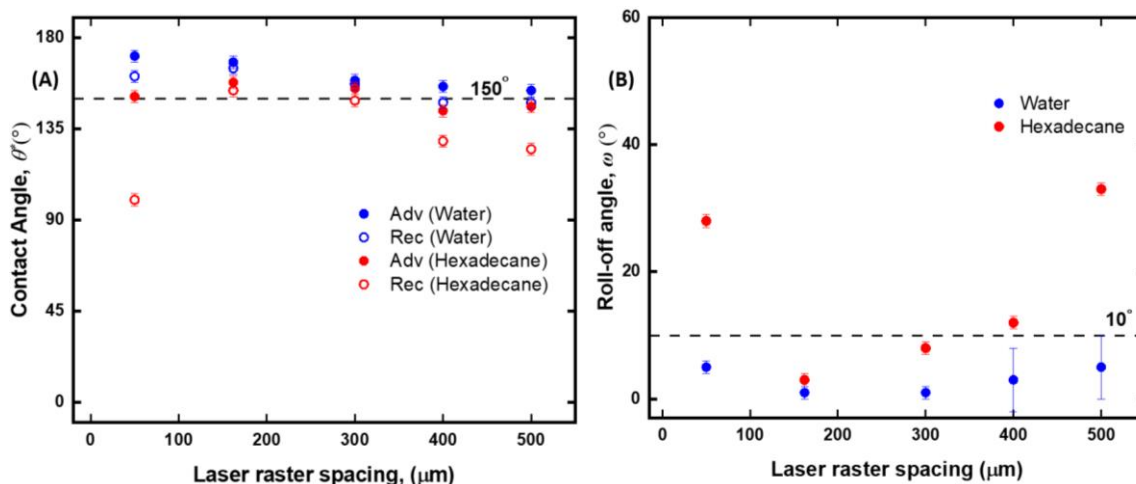 (A)
180
135
90
45
0
Contact Angle, θ*(°)
150°
Adv (Water)
Rec (Water)
Adv (Hexadecane)
Rec (Hexadecane)
0 100 200 300 400 500
Laser raster spacing, (μm)
(B)
60
40
20
0
Roll-off angle, ω (°)
Water
Hexadecane
10°
0 100 200 300 400 500
Laser raster spacing (μm)